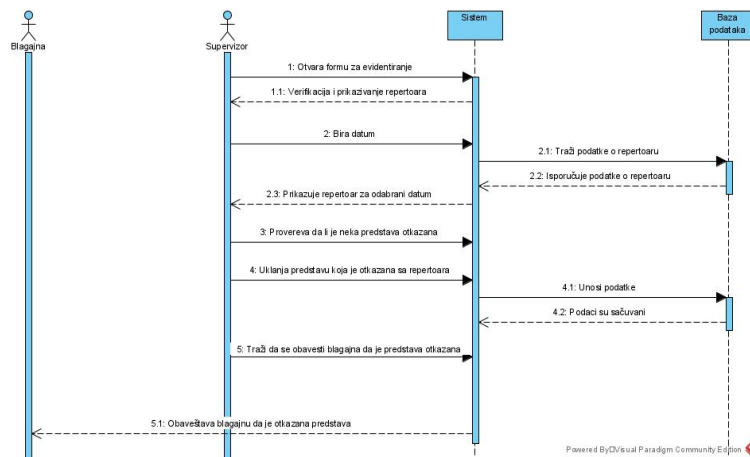 Sistem
Baza
podataka
Blagajna
Supervizor
1: Otvara formu za evidentiranje
1.1: Verifikacija i prikazivanje repertoara
2: Bira datum
2.1: Traži podatke o repertoaru
2.2: Isporučuje podatke o repertoaru
2.3: Prikazuje repertoar za odabrani datum
3: Provereva da li je neka predstava otkazana
4: Uklanja predstavu koja je otkazana sa repertoara
4.1: Unosi podatke
4.2: Podaci su sačuvani
5: Traži da se obavesti blagajna da je predstava otkazana
5.1: Obaveštava blagajnu da je otkazana predstava
Powered By□Visual Paradigm Community Edition